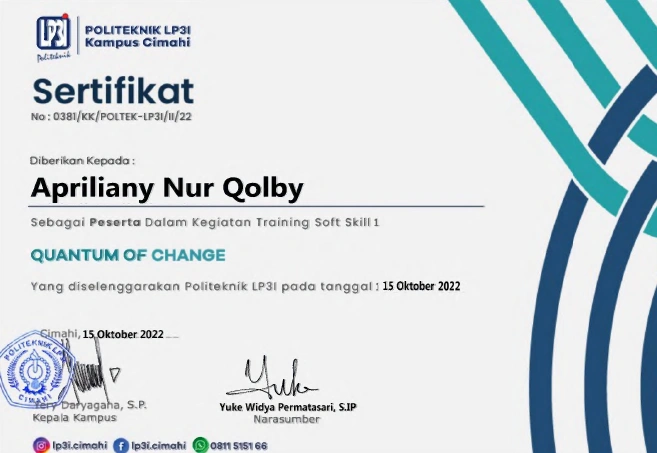 LP3I
Politeknik
POLITEKNIK LP3I
Kampus Cimahi
Sertifikat
No : 0381/KK/POLTEK-LP3I/II/22
Diberikan Kepada :
Apriliany Nur Qolby
Sebagai Peserta Dalam Kegiatan Training Soft Skill 1
QUANTUM OF CHANGE
Yang diselenggarakan Politeknik LP3I pada tanggal : 15 Oktober 2022
Cimahi, 15 Oktober 2022
POLITEKNIK LP3I
CIMAHI
Yuke
Yery Daryagaha, S.P.
Kepala Kampus
Yuke Widya Permatasari, S.IP
Narasumber
lp3i.cimahi lp3i.cimahi 0811 5151 66